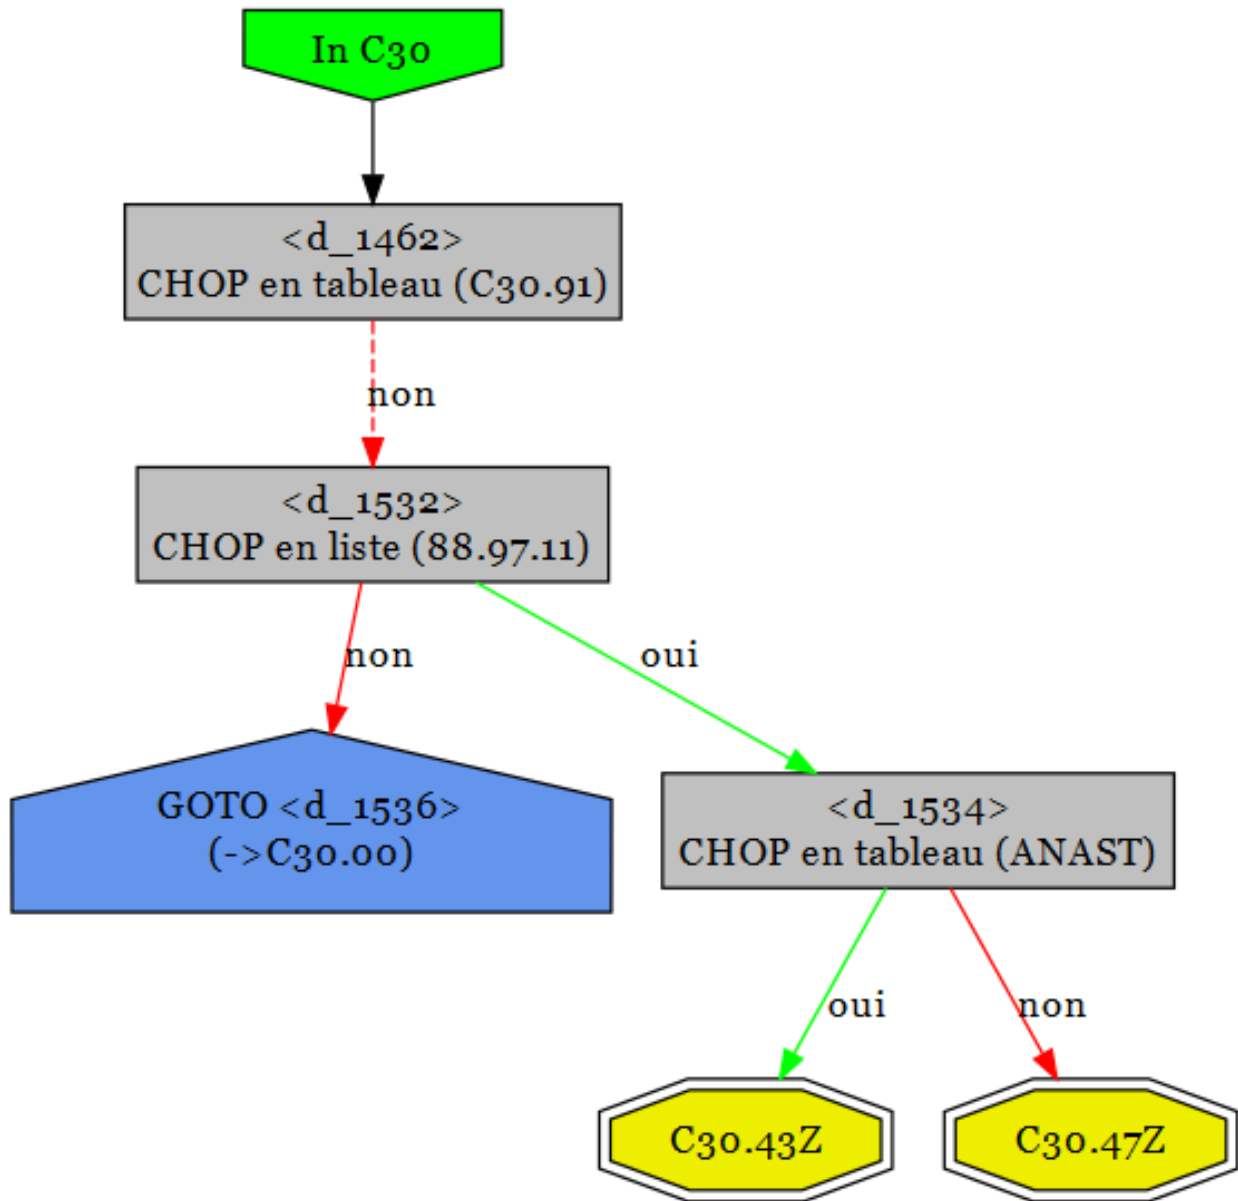 In C30
<d_1462>
CHOP en tableau (C30.91)
non
<d_1532>
CHOP en liste (88.97.11)
non
oui
GOTO <d_1536>
(->C30.00)
<d_1534>
CHOP en tableau (ANAST)
oui
non
C30.43Z
C30.47Z